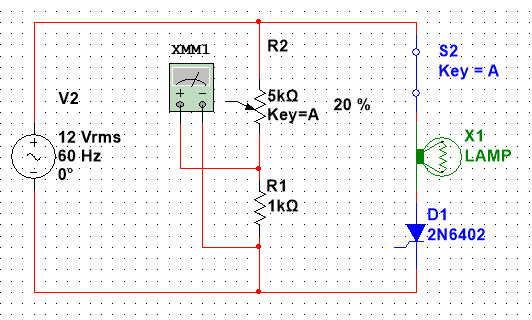 XMM1
R2
S2
Key = A
V2
5kΩ
20 %
Key=A
12 Vrms
60 Hz
0°
X1
LAMP
R1
1kΩ
D1
2N6402